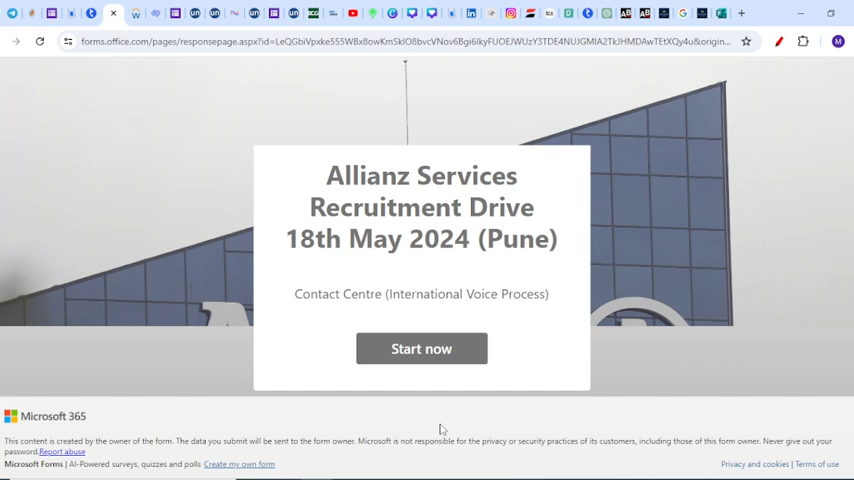 forms.office.com/pages/responsepage.aspx?id=LeQGbiVpxke555W8x8owKmSkIO8bvcVNov6Bgi6IkyFUOEJWUzY3TDE4NUJGMlA2TkJHMDAwTEtXQy4u&origin...
M
Allianz Services
Recruitment Drive
18th May 2024 (Pune)
Contact Centre (International Voice Process)
Start now
Microsoft 365
This content is created by the owner of the form. The data you submit will be sent to the form owner. Microsoft is not responsible for the privacy or security practices of its customers, including those of this form owner. Never give out your
password. Report abuse
Microsoft Forms | AI-Powered surveys, quizzes and polls Create my own form
Privacy and cookies | Terms of use